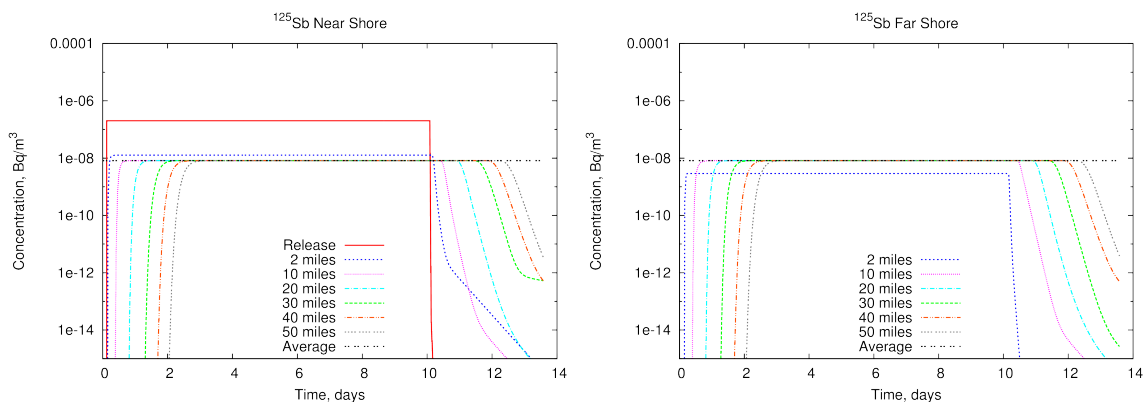 125Sb Near Shore
Concentration, Bq/m3
0.0001
1e-06
1e-08
1e-10
1e-12
1e-14
Release
2 miles
10 miles
20 miles
30 miles
40 miles
50 miles
Average
0 2 4 6 8 10 12 14
Time, days
125Sb Far Shore
Concentration, Bq/m3
0.0001
1e-06
1e-08
1e-10
1e-12
1e-14
2 miles
10 miles
20 miles
30 miles
40 miles
50 miles
Average
0 2 4 6 8 10 12 14
Time, days